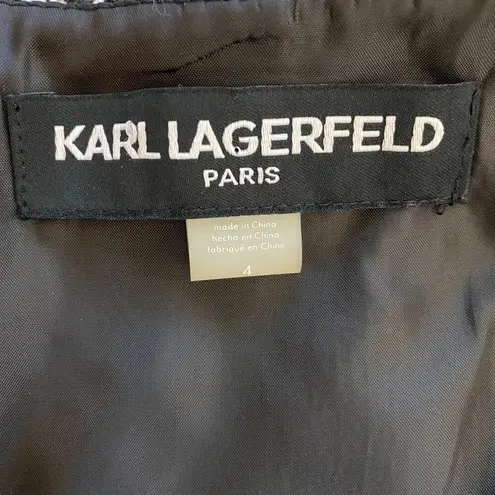 KARL LAGERFELD
PARIS
made in China
hecho en China
fabriqué en Chine
4